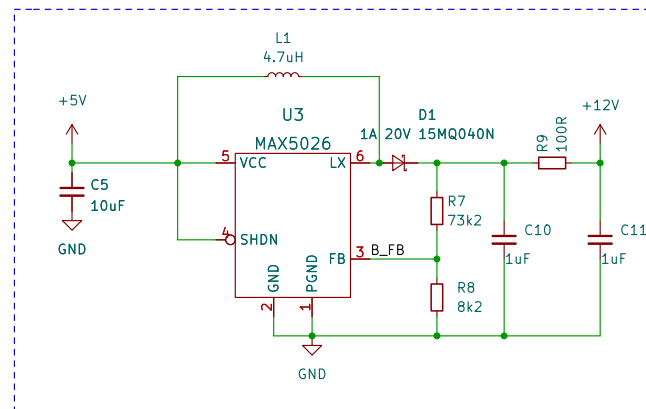 L1
4.7uH
+5V
U3
MAX5026
D1
1A 20V 15MQ040N
R9
100R
+12V
5
VCC
LX
6
C5
10uF
GND
4
SHDN
R7
73k2
C10
1uF
C11
1uF
FB
3
B_FB
GND
PGND
2
1
R8
8k2
GND